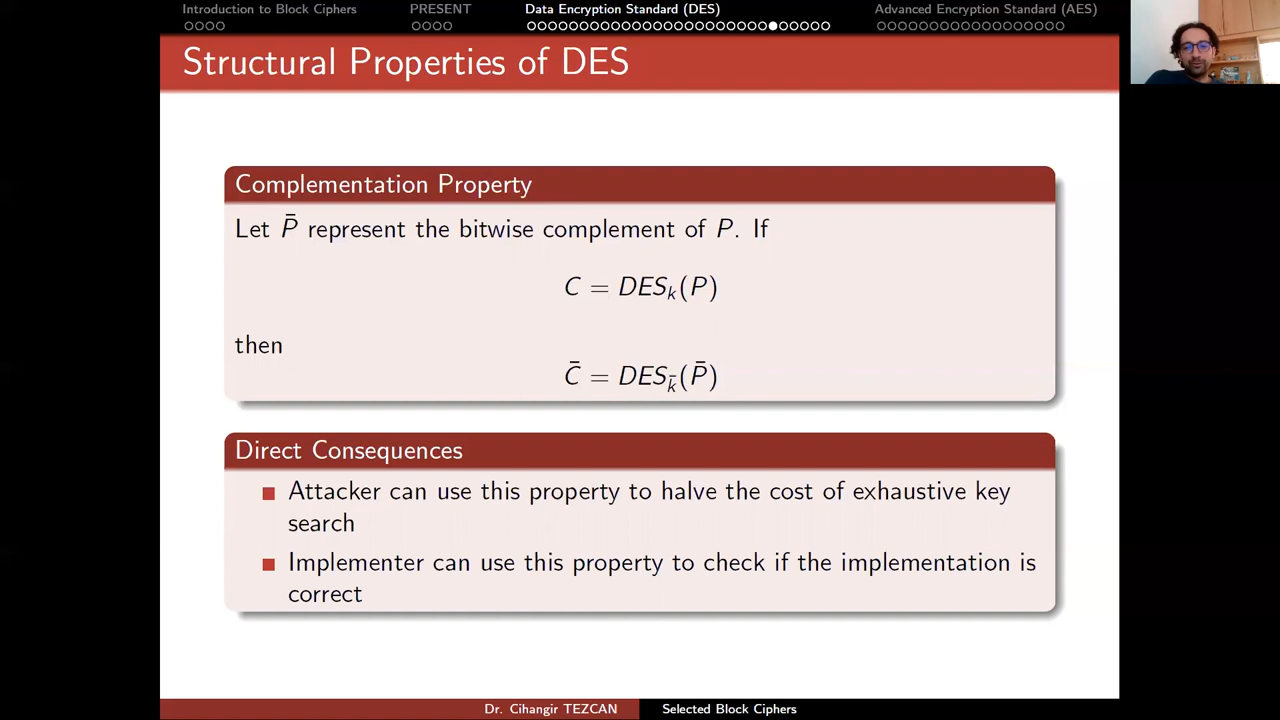 Introduction to Block Ciphers PRESENT Data Encryption Standard (DES) Advanced Encryption Standard (AES)
Structural Properties of DES
Complementation Property
Let P̄ represent the bitwise complement of P. If
C = DESₖ(P)
then
C̄ = DESₖ̄(P̄)
Direct Consequences
Attacker can use this property to halve the cost of exhaustive key
search
Implementer can use this property to check if the implementation is
correct
Dr. Cihangir TEZCAN Selected Block Ciphers